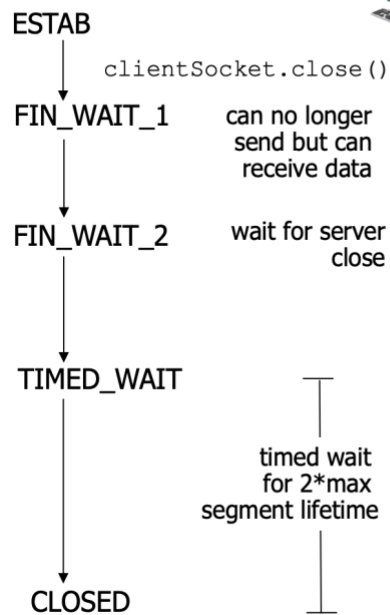 ESTAB
clientSocket.close()
FIN_WAIT_1
can no longer
send but can
receive data
FIN_WAIT_2
wait for server
close
TIMED_WAIT
timed wait
for 2*max
segment lifetime
CLOSED